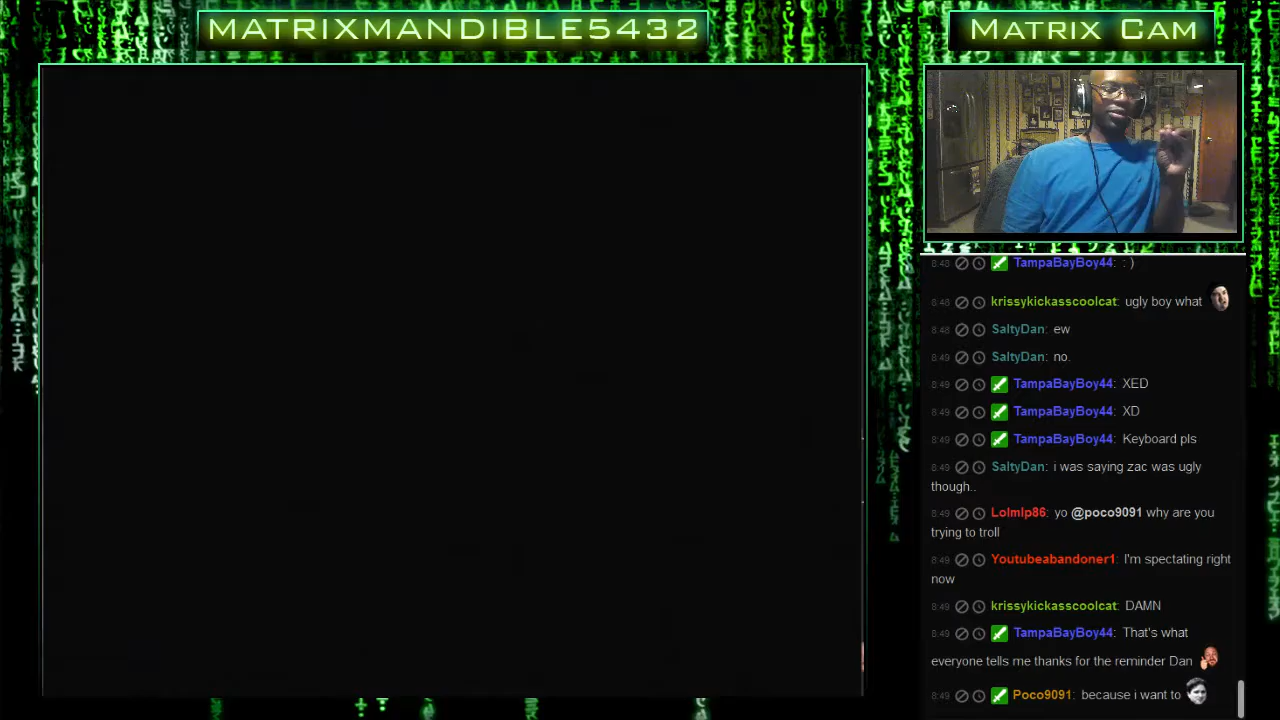 MATRIXMANDIBLE5432
Matrix Cam
8:48 TampaBayBoy44: : )
8:48 krissykickasscoolcat: ugly boy what
8:48 SaltyDan: ew
8:49 SaltyDan: no.
8:49 TampaBayBoy44: XED
8:49 TampaBayBoy44: XD
8:49 TampaBayBoy44: Keyboard pls
8:49 SaltyDan: i was saying zac was ugly
though..
8:49 Lolmlp86: yo @poco9091 why are you
trying to troll
8:49 Youtubeabandoner1: I'm spectating right
now
8:49 krissykickasscoolcat: DAMN
8:49 TampaBayBoy44: That's what
everyone tells me thanks for the reminder Dan
8:49 Poco9091: because i want to